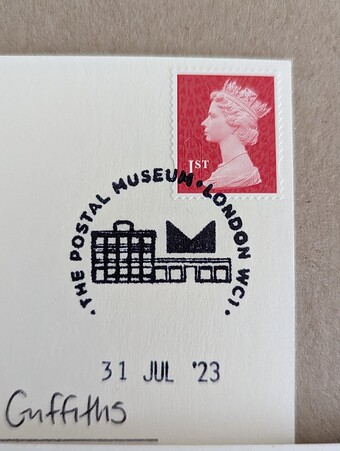 1ST
THE POSTAL MUSEUM · LONDON WC1 ·
31 JUL '23
Griffiths